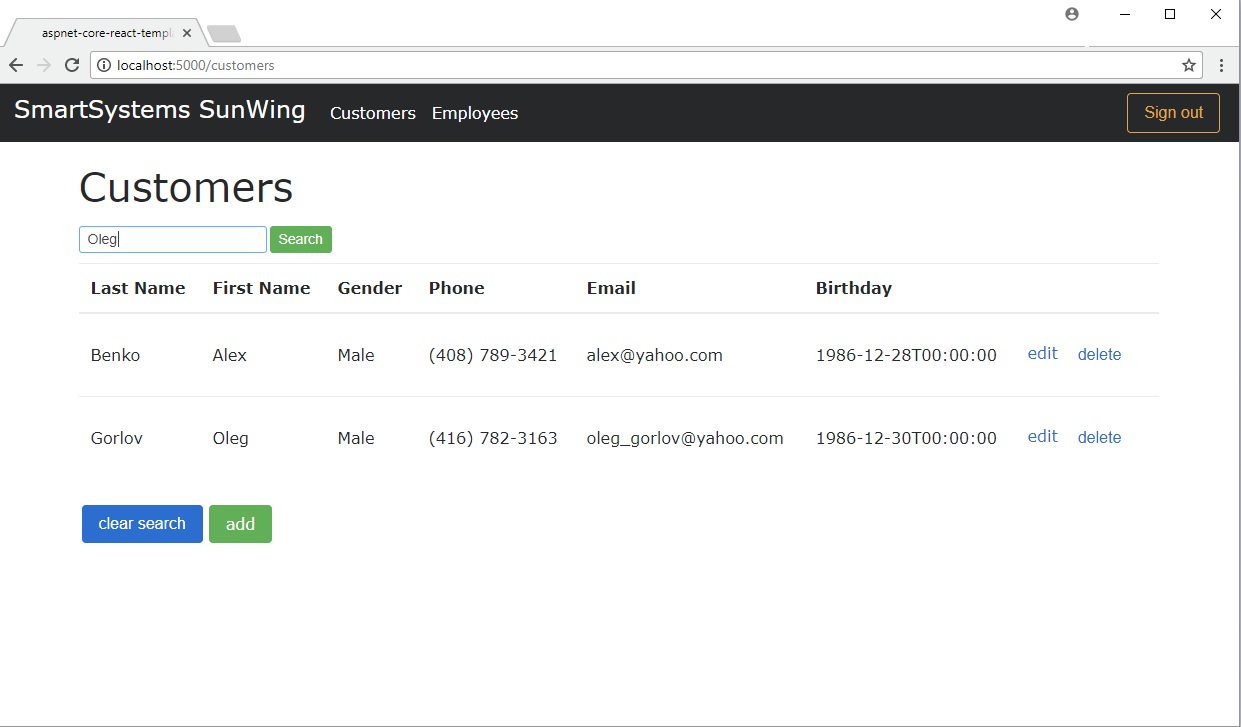 aspnet-core-react-templa
localhost:5000/customers
SmartSystems SunWing Customers Employees Sign out
Customers
Oleg Search
Last Name First Name Gender Phone Email Birthday
Benko Alex Male (408) 789-3421 alex@yahoo.com 1986-12-28T00:00:00 edit delete
Gorlov Oleg Male (416) 782-3163 oleg_gorlov@yahoo.com 1986-12-30T00:00:00 edit delete
clear search add